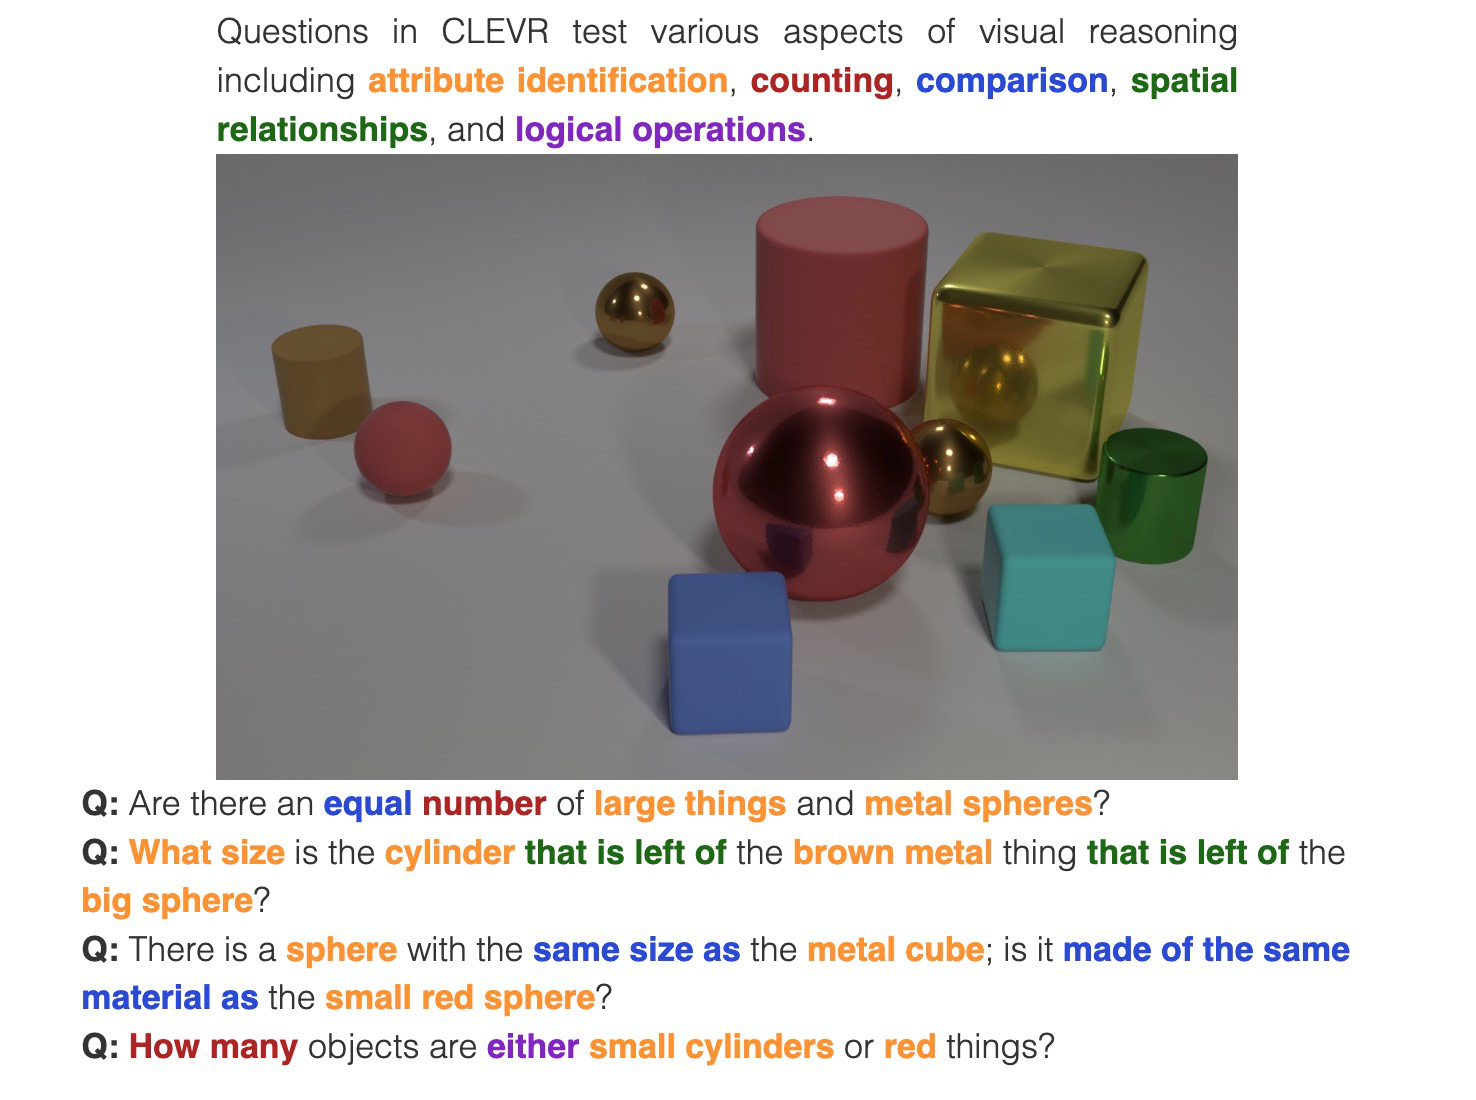 Questions in CLEVR test various aspects of visual reasoning
including attribute identification, counting, comparison, spatial
relationships, and logical operations.
Q: Are there an equal number of large things and metal spheres?
Q: What size is the cylinder that is left of the brown metal thing that is left of the
big sphere?
Q: There is a sphere with the same size as the metal cube; is it made of the same
material as the small red sphere?
Q: How many objects are either small cylinders or red things?